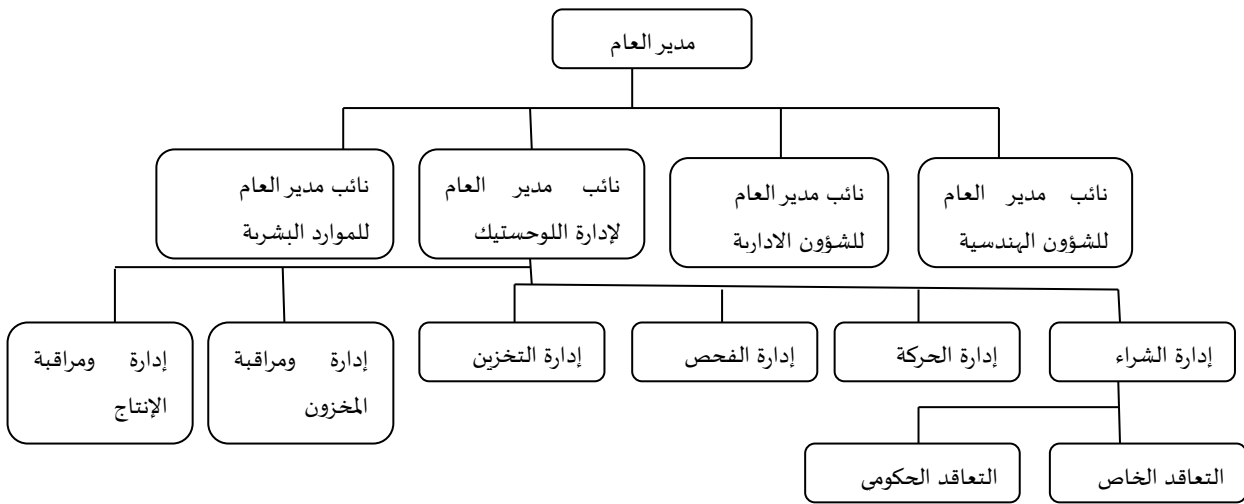 مدير العام
نائب مدير العام
للشؤون الهندسية
نائب مدير العام
للشؤون الادارية
نائب مدير العام
لإدارة اللوجستيك
نائب مدير العام
للموارد البشرية
إدارة الشراء
إدارة الحركة
إدارة الفحص
إدارة التخزين
إدارة ومراقبة
المخزون
إدارة ومراقبة
الإنتاج
التعاقد الخاص
التعاقد الحكومى